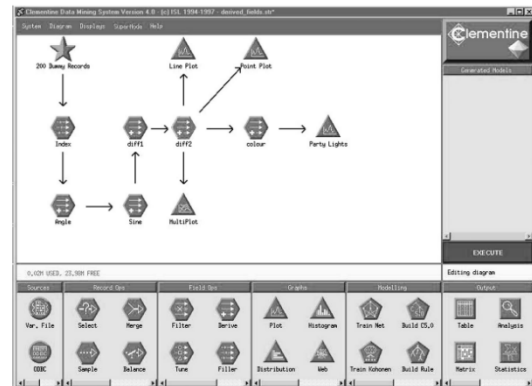 Clementine Data Mining System Version 4.0 - (c) ISL 1994-1997 - derived_fields.str*
System Diagram Displays SuperNode Help
200 Dummy Records
Line Plot
Point Plot
Index
diff1
diff2
colour
Party Lights
Angle
Sine
MultiPlot
Clementine
Generated Models
EXECUTE
Editing diagram
Sources Record Ops Field Ops Graphs Modelling Output
Var. File Select Merge Filter Derive Plot Histogram Train Net Build C5.0 Table Analysis
ODBC Sample Balance Type Filler Distribution Web Train Kohonen Build Rule Matrix Statistics